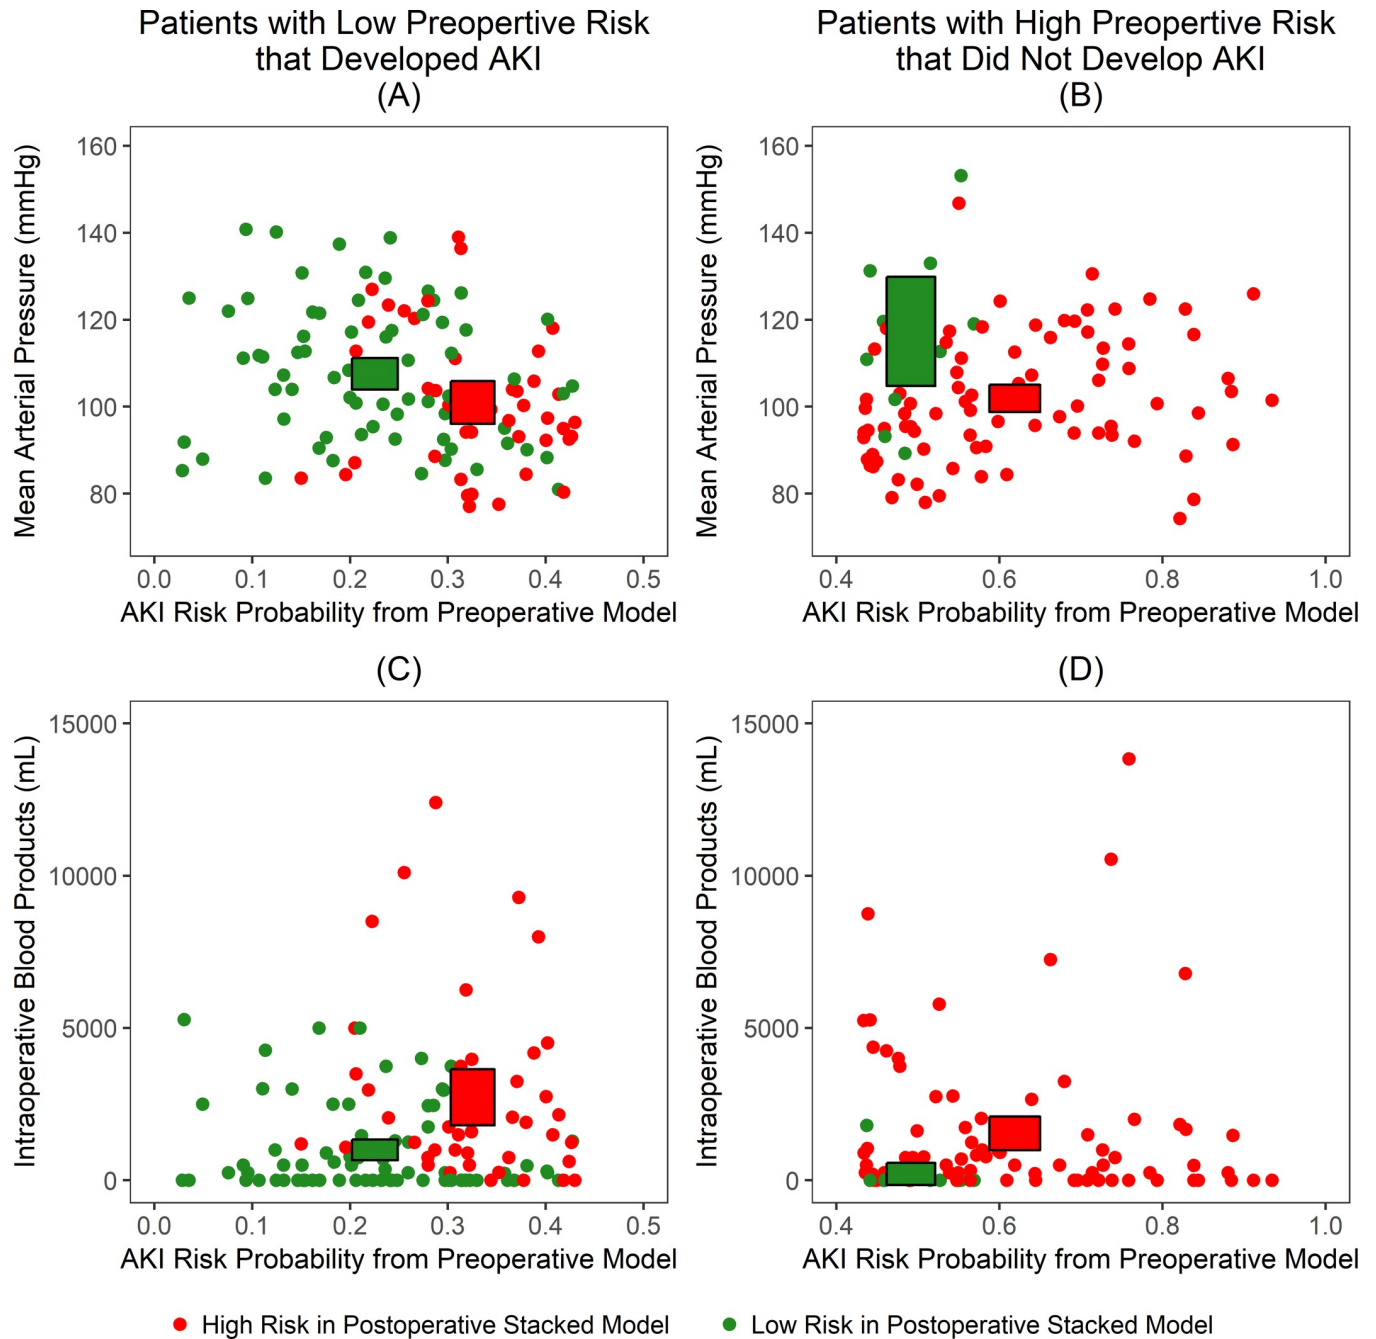 Patients with Low Preopertive Risk
that Developed AKI
(A)
Patients with High Preopertive Risk
that Did Not Develop AKI
(B)
Mean Arterial Pressure (mmHg)
160
140
120
100
80
0.0 0.1 0.2 0.3 0.4 0.5
AKI Risk Probability from Preoperative Model
Mean Arterial Pressure (mmHg)
160
140
120
100
80
0.4 0.6 0.8 1.0
AKI Risk Probability from Preoperative Model
(C)
Intraoperative Blood Products (mL)
15000
10000
5000
0
0.0 0.1 0.2 0.3 0.4 0.5
AKI Risk Probability from Preoperative Model
(D)
Intraoperative Blood Products (mL)
15000
10000
5000
0
0.4 0.6 0.8 1.0
AKI Risk Probability from Preoperative Model
High Risk in Postoperative Stacked Model
Low Risk in Postoperative Stacked Model